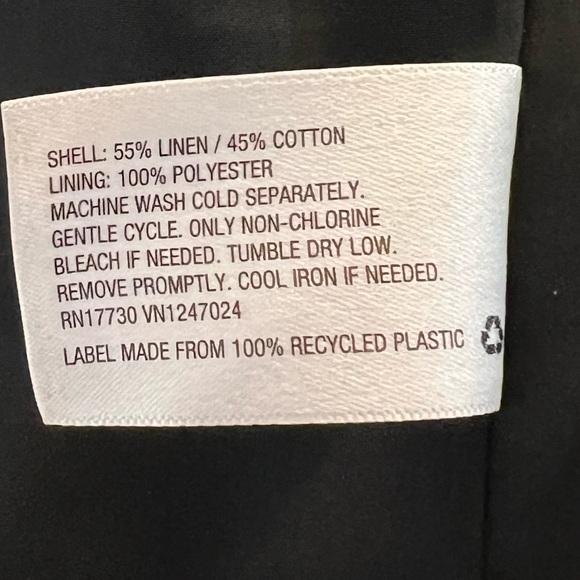 SHELL: 55% LINEN / 45% COTTON
LINING: 100% POLYESTER
MACHINE WASH COLD SEPARATELY.
GENTLE CYCLE. ONLY NON-CHLORINE
BLEACH IF NEEDED. TUMBLE DRY LOW.
REMOVE PROMPTLY. COOL IRON IF NEEDED.
RN17730 VN1247024
LABEL MADE FROM 100% RECYCLED PLASTIC